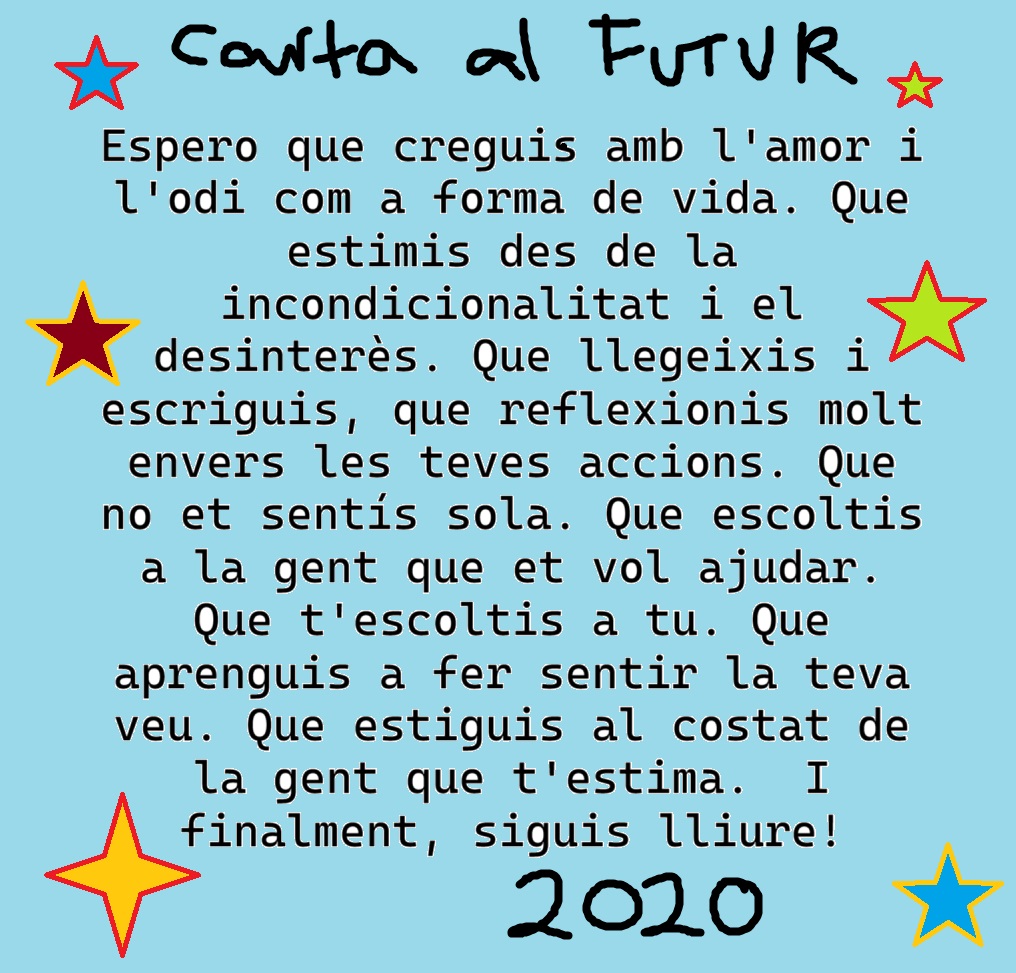 Carta al FUTUR
Espero que creguis amb l'amor i
l'odi com a forma de vida. Que
estimis des de la
incondicionalitat i el
desinterès. Que llegeixis i
escriguis, que reflexionis molt
envers les teves accions. Que
no et sentís sola. Que escoltis
a la gent que et vol ajudar.
Que t'escoltis a tu. Que
aprenguis a fer sentir la teva
veu. Que estiguis al costat de
la gent que t'estima.  I
finalment, siguis lliure!
2020